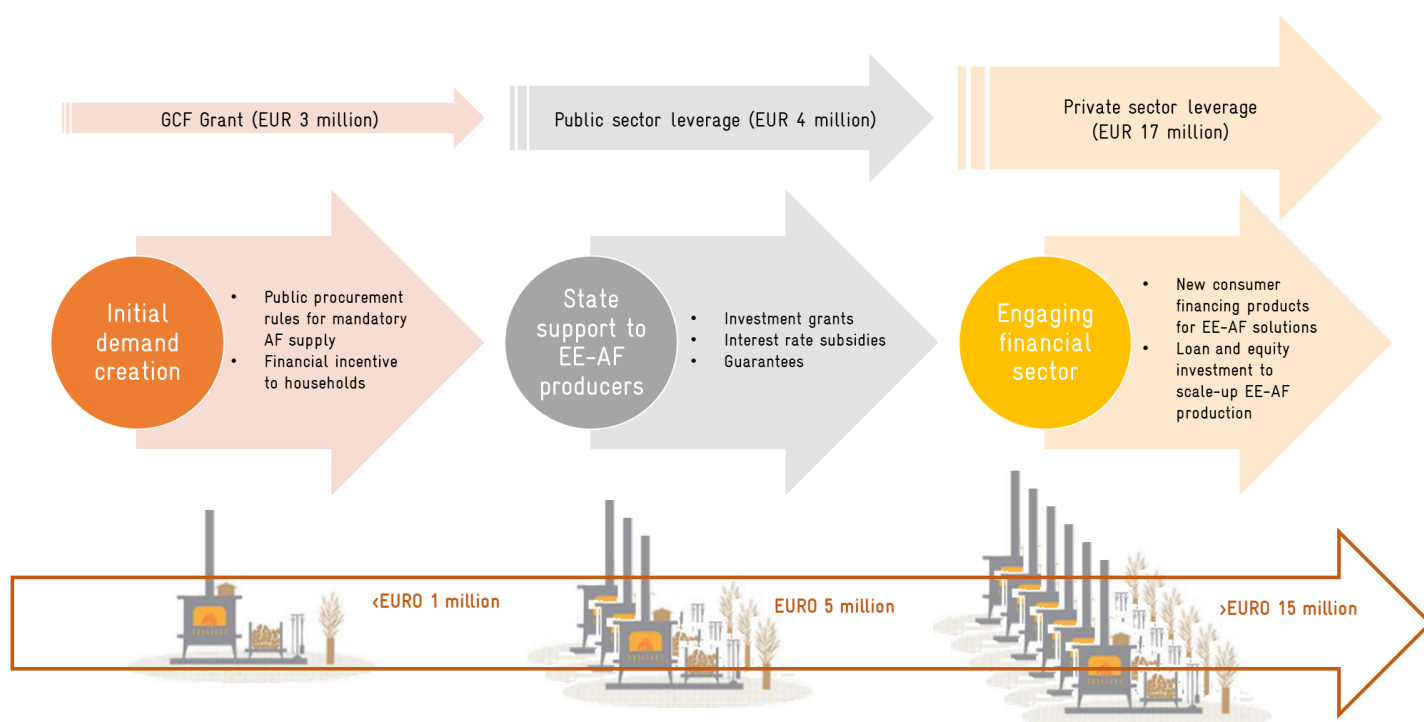 GCF Grant (EUR 3 million)
Public sector leverage (EUR 4 million)
Private sector leverage
(EUR 17 million)
Initial
demand
creation
• Public procurement
rules for mandatory
AF supply
• Financial incentive
to households
State
support to
EE-AF
producers
• Investment grants
• Interest rate subsidies
• Guarantees
Engaging
financial
sector
• New consumer
financing products
for EE-AF solutions
• Loan and equity
investment to
scale-up EE-AF
production
<EURO 1 million
EURO 5 million
>EURO 15 million